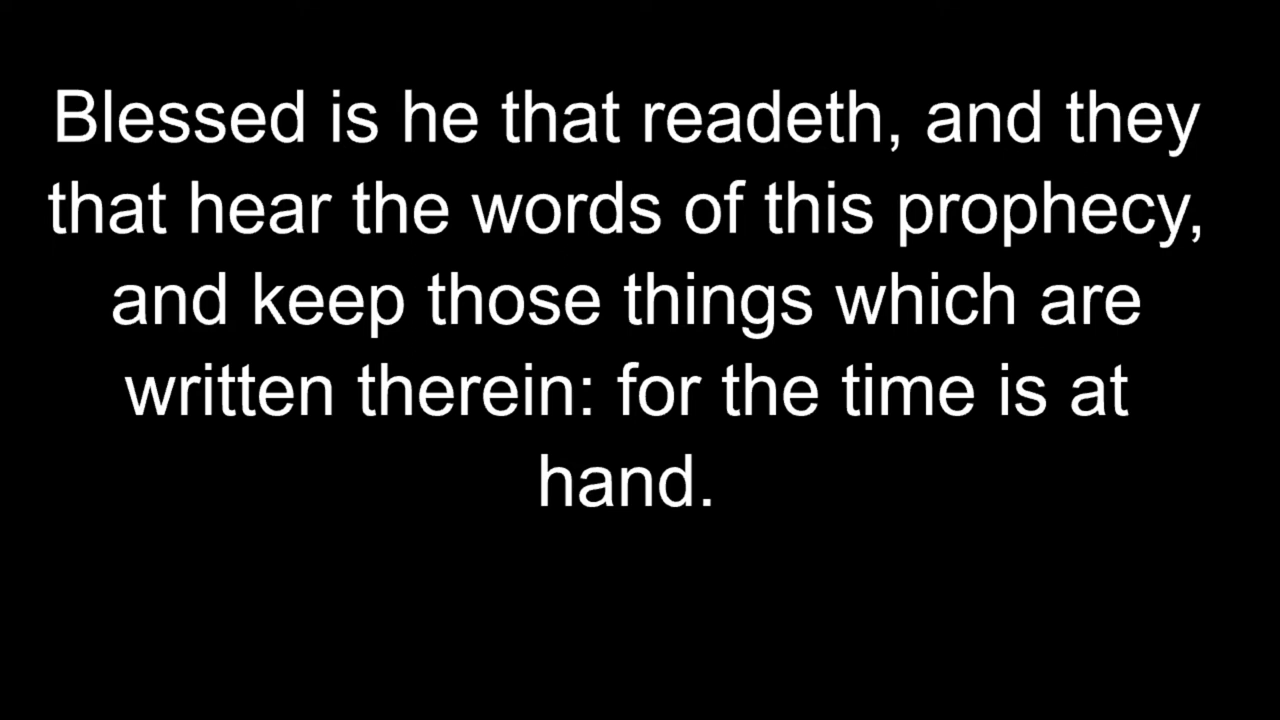 Blessed is he that readeth, and they
that hear the words of this prophecy,
and keep those things which are
written therein: for the time is at
hand.